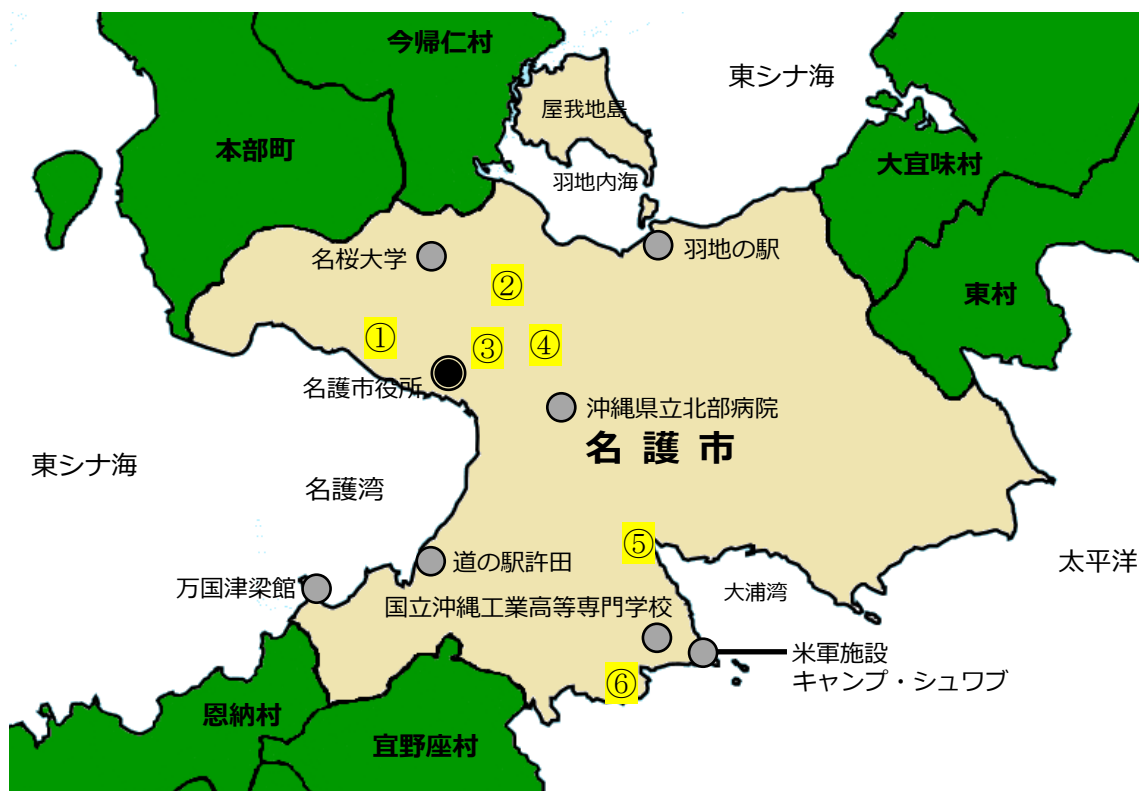 今帰仁村
東シナ海
屋我地島
本部町
大宜味村
羽地内海
名桜大学
羽地の駅
②
東村
①
③
④
名護市役所
沖縄県立北部病院
名護市
東シナ海
名護湾
⑤
道の駅許田
太平洋
万国津梁館
大浦湾
国立沖縄工業高等専門学校
米軍施設
キャンプ・シュワブ
⑥
恩納村
宜野座村